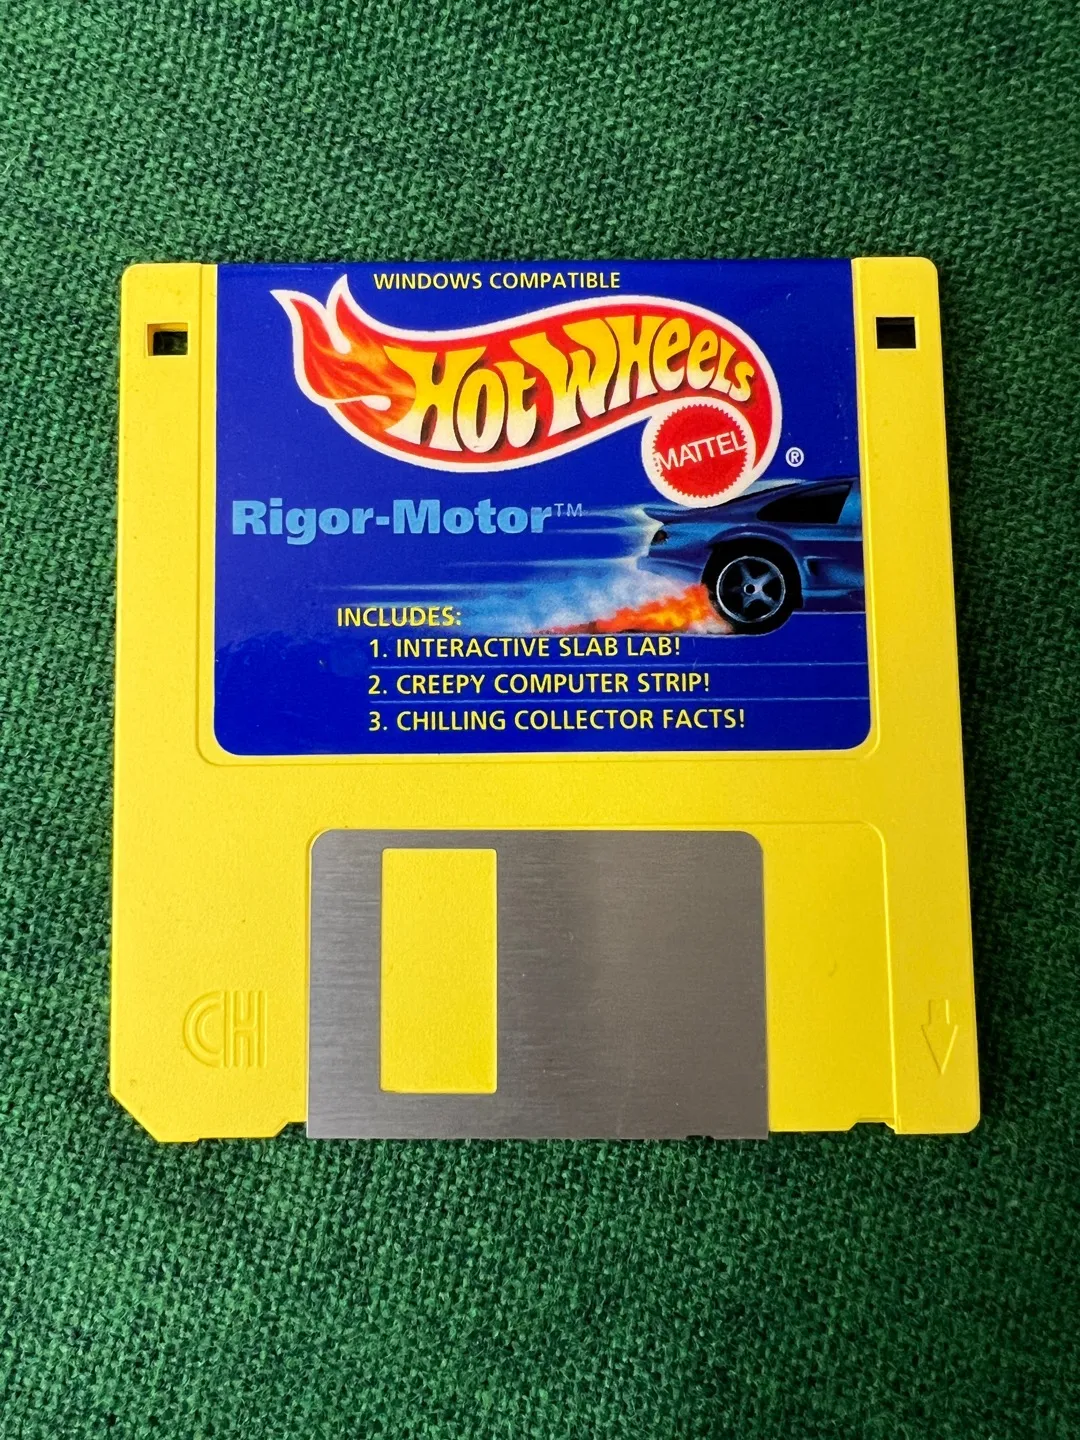 WINDOWS COMPATIBLE
Hot Wheels
MATTEL
®
Rigor-Motor™
INCLUDES:
1. INTERACTIVE SLAB LAB!
2. CREEPY COMPUTER STRIP!
3. CHILLING COLLECTOR FACTS!
CH